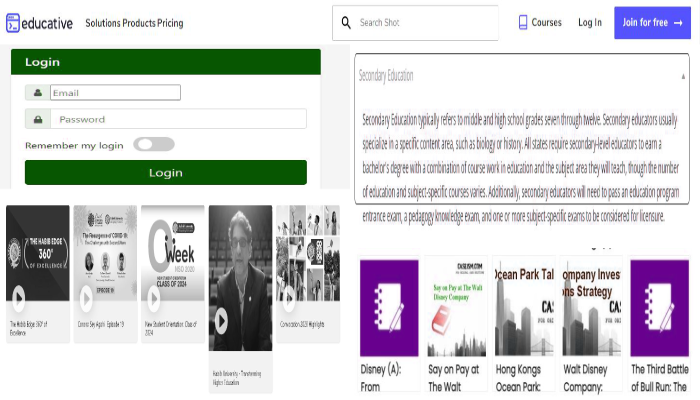 educative
Solutions Products Pricing
Search Shot
Courses
Log In
Join for free →
Login
Email
Password
Remember my login
Login
Secondary Education
Secondary Education typically refers to middle and high school grades seven through twelve. Secondary educators usually
specialize in a specific content area, such as biology or history. All states require secondary-level educators to earn a
bachelor's degree with a combination of course work in education and the subject area they will teach, though the number
of education and subject-specific courses varies. Additionally, secondary educators will need to pass an education program
entrance exam, a pedagogy knowledge exam, and one or more subject-specific exams to be considered for licensure.
THE HABIB EDGE
360°
OF EXCELLENCE
The Habib Edge 360° of
Excellence
The Resurgence of COVID-19:
EPISODE 19
Corona Say Agahi Episode 19
Week
NSO 2020
NEW STUDENT ORIENTATION
CLASS OF 2024
New Student Orientation Class of
2024
Habib University - Transforming
Higher Education
Convocation 2020 Highlights
Disney (A):
From
CASEISM.COM
Say on Pay at The Walt
Disney Company
Say on Pay at
The Walt
Ocean Park Tal
CA
Hong Kongs
Ocean Park:
ompany Inves
ns Strategy
CA
Walt Disney
Company:
The Third Battle
of Bull Run: The